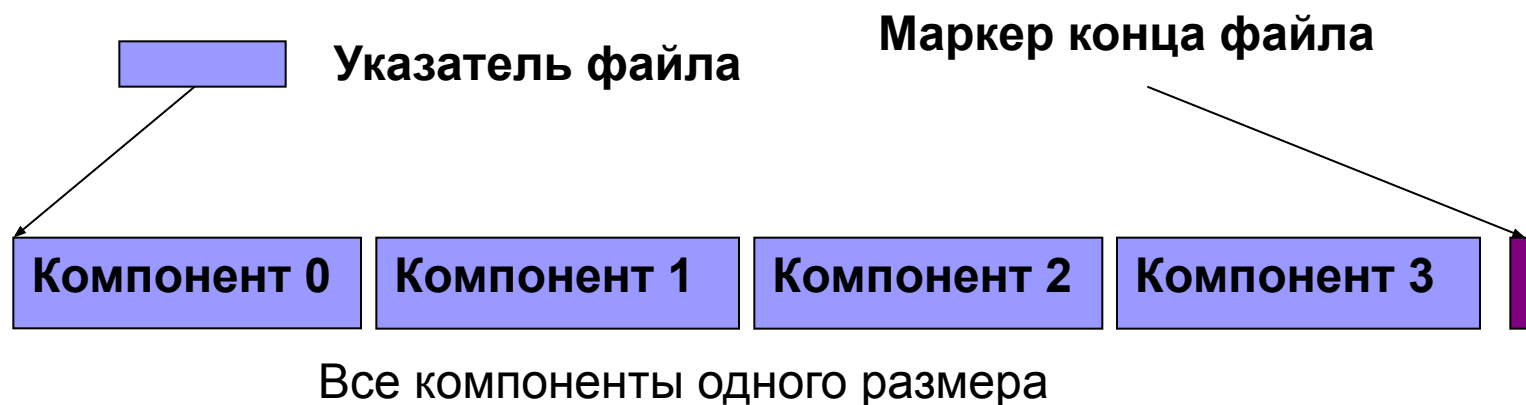 Указатель файла
Маркер конца файла
Компонент 0
Компонент 1
Компонент 2
Компонент 3
Все компоненты одного размера